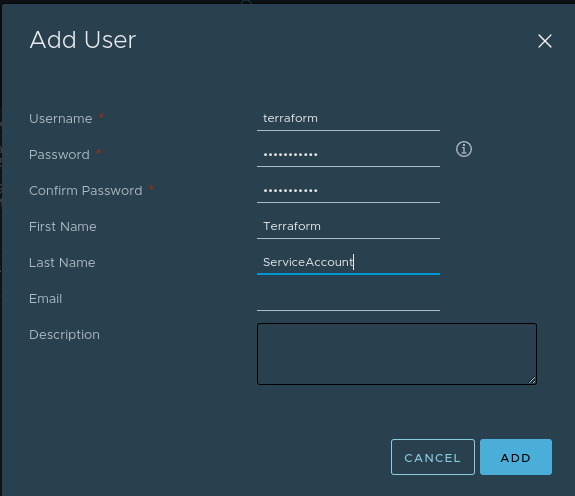 Add User
Username * terraform
Password * •••••••••••
Confirm Password * •••••••••••
First Name Terraform
Last Name ServiceAccount
Email
Description
CANCEL ADD